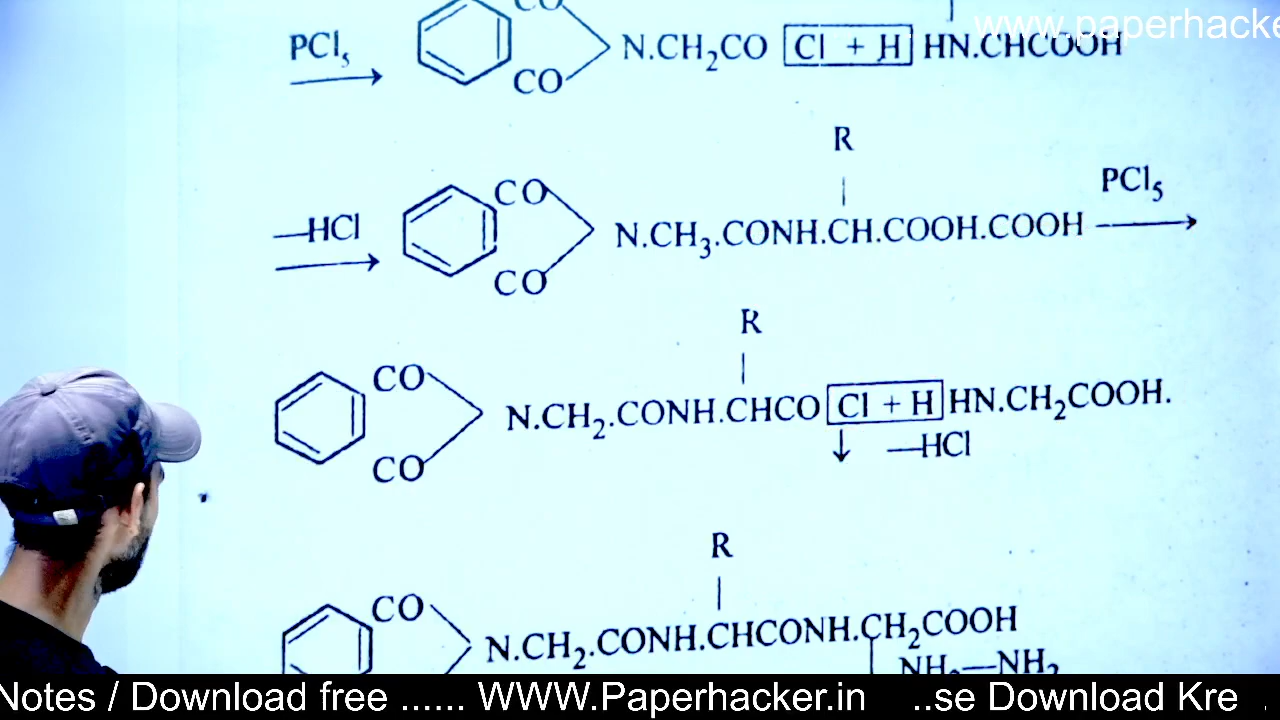 www.paperhacke
PCl₅ CO
CO N.CH₂CO Cl + H HN.CHCOOH
R
—HCl CO
CO N.CH₃.CONH.CH.COOH.COOH PCl₅
R
CO
CO N.CH₂.CONH.CHCO Cl + H HN.CH₂COOH.
—HCl
R
CO N.CH₂.CONH.CHCONH.CH₂COOH
NH₂—NH₂
Notes / Download free ...... WWW.Paperhacker.in ..se Download Kre .